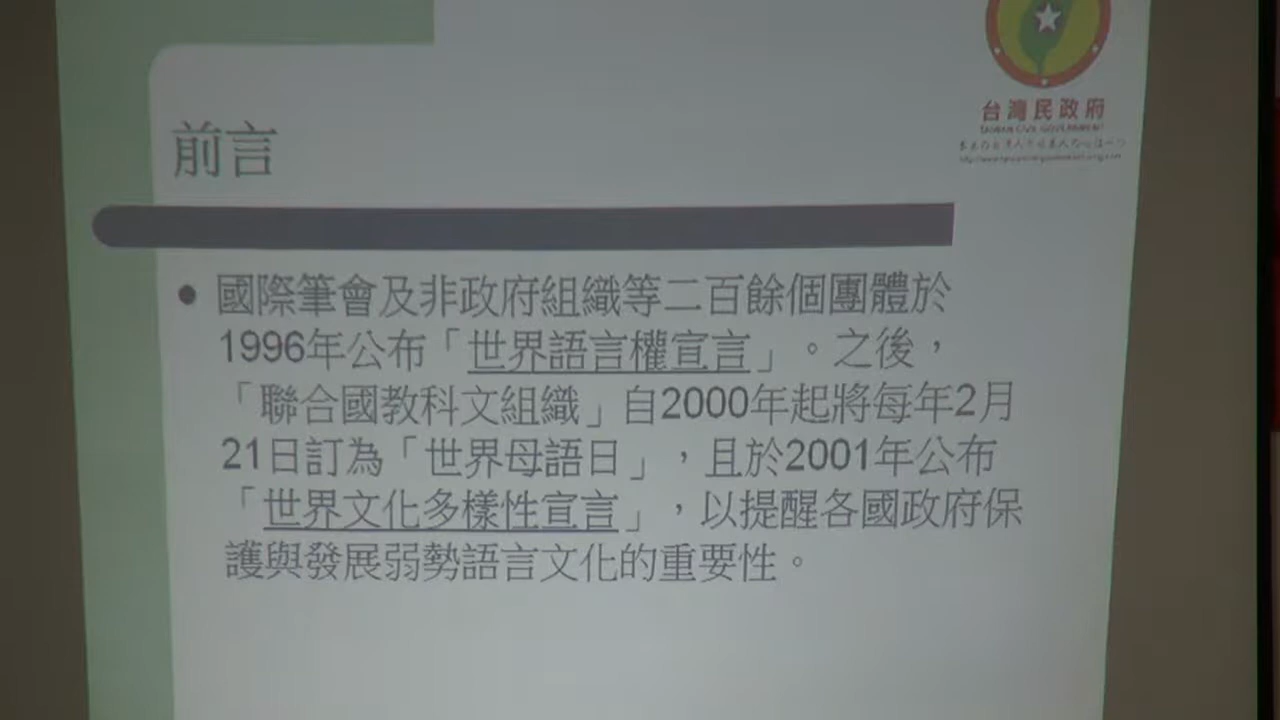 台灣民政府
TAIWAN CIVIL GOVERNMENT
前言
國際筆會及非政府組織等二百餘個團體於
1996年公布「世界語言權宣言」。之後，
「聯合國教科文組織」自2000年起將每年2月
21日訂為「世界母語日」，且於2001年公布
「世界文化多樣性宣言」，以提醒各國政府保
護與發展弱勢語言文化的重要性。